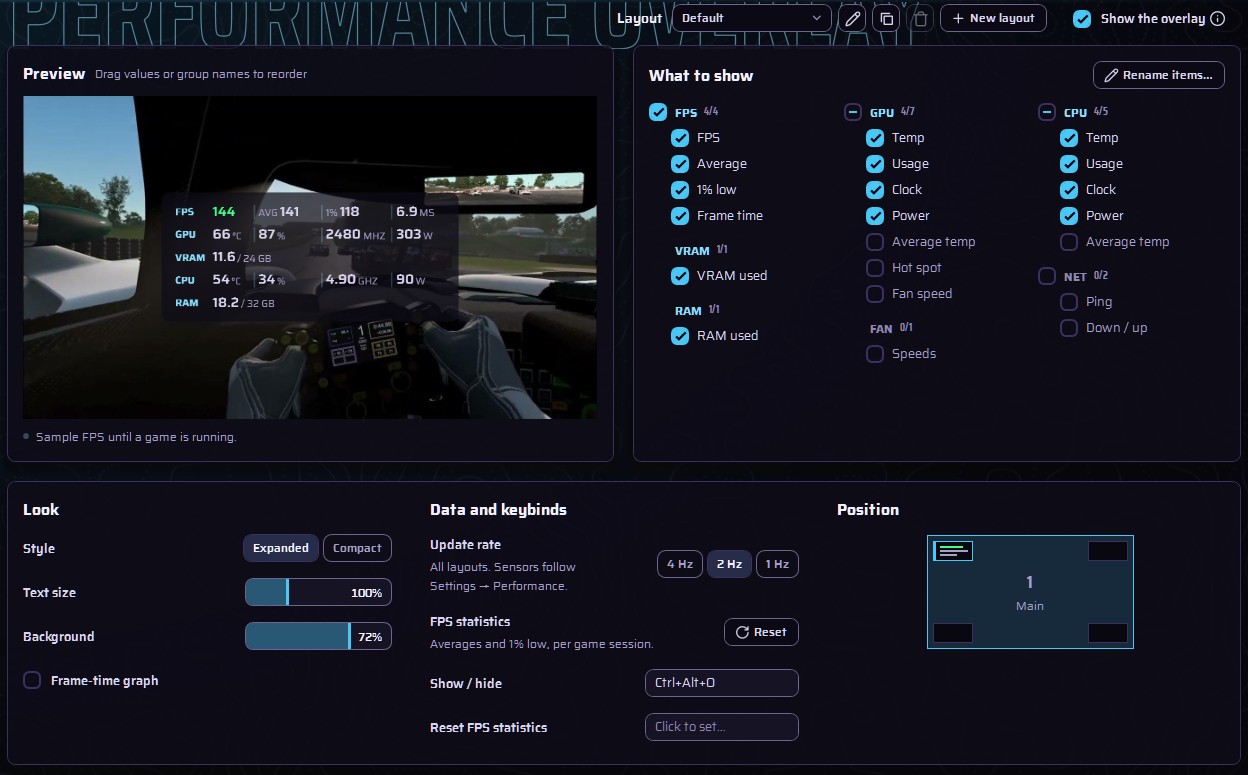 PERFORMANCE OVERLAY
Layout Default New layout Show the overlay
Preview Drag values or group names to reorder
FPS 144 AVG 141 1% 118 6.9 MS
GPU 66 °C 87 % 2480 MHZ 303 W
VRAM 11.6 / 24 GB
CPU 54 °C 34 % 4.90 GHZ 90 W
RAM 18.2 / 32 GB
Sample FPS until a game is running.
What to show Rename items...
FPS 4/4
FPS
Average
1% low
Frame time
VRAM 1/1
VRAM used
RAM 1/1
RAM used
GPU 4/7
Temp
Usage
Clock
Power
Average temp
Hot spot
Fan speed
FAN 0/1
Speeds
CPU 4/5
Temp
Usage
Clock
Power
Average temp
NET 0/2
Ping
Down / up
Look
Style Expanded Compact
Text size 100%
Background 72%
Frame-time graph
Data and keybinds
Update rate
All layouts. Sensors follow
Settings → Performance.
4 Hz 2 Hz 1 Hz
FPS statistics
Averages and 1% low, per game session.
Reset
Show / hide Ctrl+Alt+O
Reset FPS statistics Click to set...
Position
1
Main